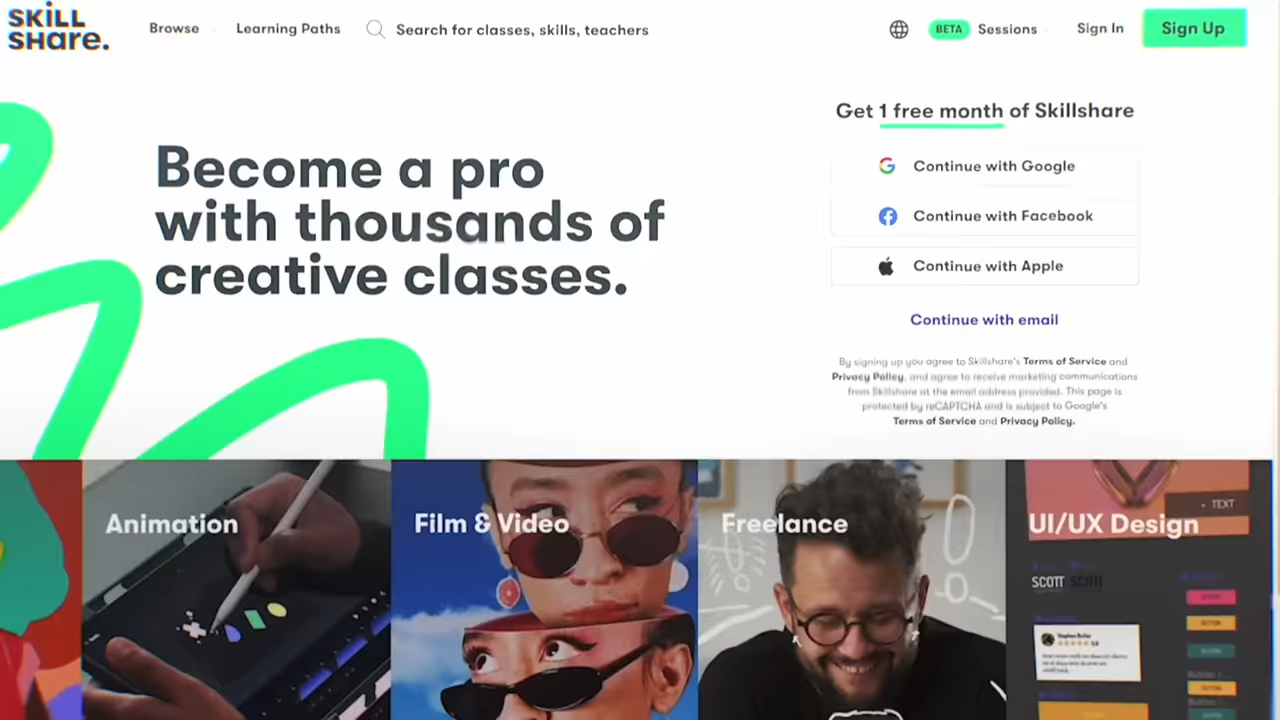 SKILL
SHare.
Browse
Learning Paths
Search for classes, skills, teachers
BETA
Sessions
Sign In
Sign Up
Get 1 free month of Skillshare
Become a pro
with thousands of
creative classes.
Continue with Google
Continue with Facebook
Continue with Apple
Continue with email
By signing up you agree to Skillshare's Terms of Service and
Privacy Policy, and agree to receive marketing communications
from Skillshare at the email address provided. This page is
protected by reCAPTCHA and is subject to Google's
Terms of Service and Privacy Policy.
Animation
Film & Video
Freelance
UI/UX Design
TEXT
SCOTT